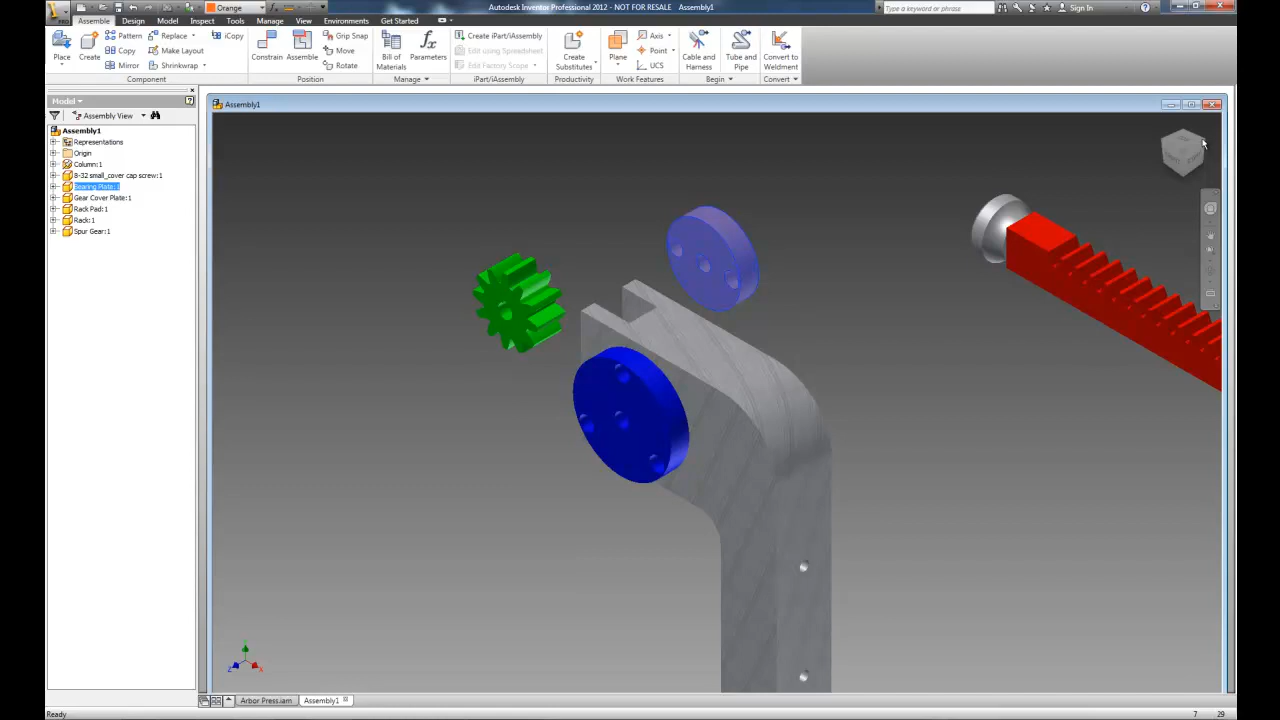 Orange
Autodesk Inventor Professional 2012 - NOT FOR RESALE Assembly1
Type a keyword or phrase
Sign In
PRO
Assemble Design Model Inspect Tools Manage View Environments Get Started
Place
Create
Pattern
Copy
Mirror
Replace
Make Layout
Shrinkwrap
iCopy
Component
Constrain
Assemble
Grip Snap
Move
Rotate
Position
Bill of
Materials
Parameters
Manage
Create iPart/iAssembly
Edit using Spreadsheet
Edit Factory Scope
iPart/iAssembly
Create
Substitutes
Productivity
Plane
Axis
Point
UCS
Work Features
Cable and
Harness
Tube and
Pipe
Begin
Convert to
Weldment
Convert
Model
Assembly View
Assembly1
Representations
Origin
Column:1
8-32 small_cover cap screw:1
Bearing Plate:1
Gear Cover Plate:1
Rack Pad:1
Rack:1
Spur Gear:1
Assembly1
Arbor Press.iam Assembly1
Ready 7 29